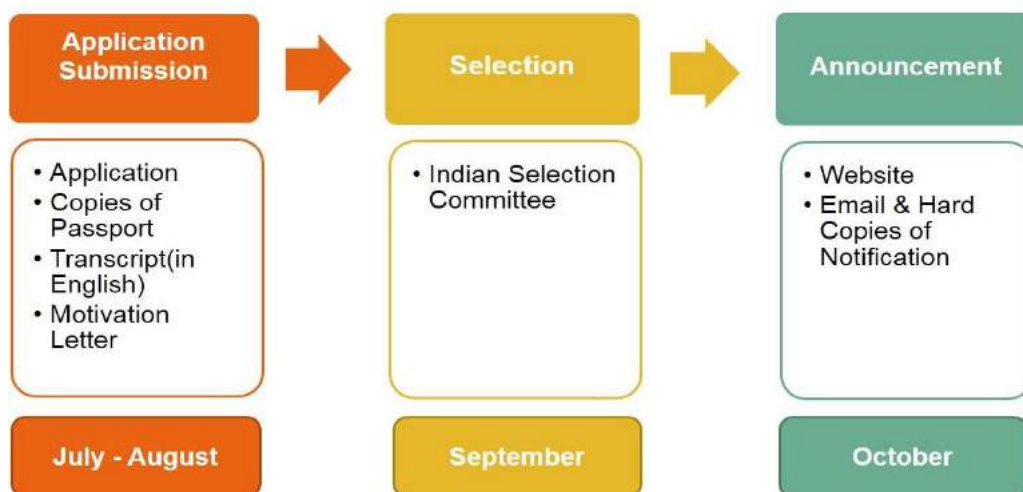 Application
Submission
Selection
Announcement
• Application
• Copies of
Passport
• Transcript(in
English)
• Motivation
Letter
• Indian Selection
Committee
• Website
• Email & Hard
Copies of
Notification
July - August
September
October